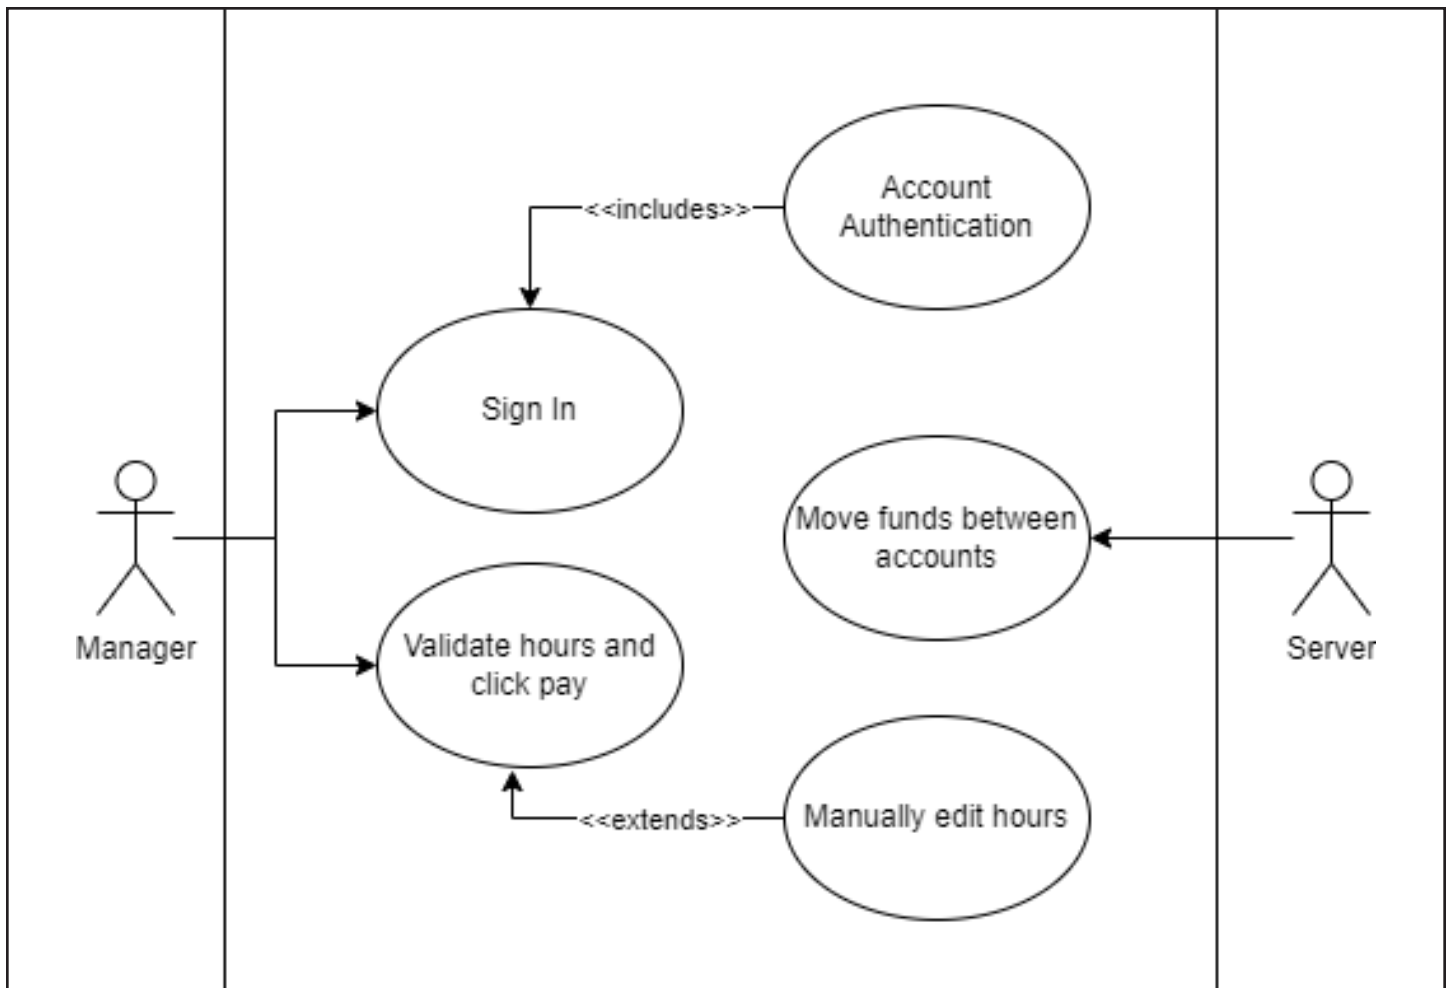 Account
Authentication
<<includes>>
Sign In
Move funds between
accounts
Manager
Server
Validate hours and
click pay
Manually edit hours
<<extends>>